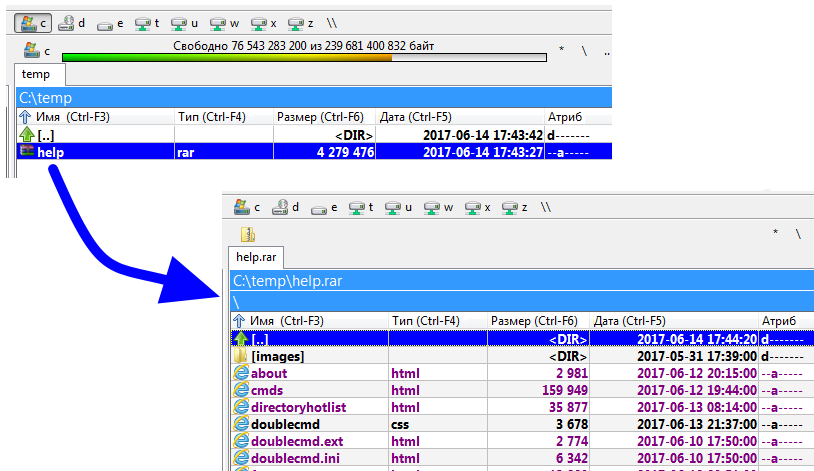 c d e t u w x z \\
c Свободно 76 543 283 200 из 239 681 400 832 байт * \ ..
temp
C:\temp
Имя (Ctrl-F3) Тип (Ctrl-F4) Размер (Ctrl-F6) Дата (Ctrl-F5) Атриб
[..] <DIR> 2017-06-14 17:43:42 d-------
help rar 4 279 476 2017-06-14 17:43:27 --a-----
c d e t u w x z \\
* \
help.rar
C:\temp\help.rar
\
Имя (Ctrl-F3) Тип (Ctrl-F4) Размер (Ctrl-F6) Дата (Ctrl-F5) Атриб
[..] <DIR> 2017-06-14 17:44:20 d-------
[images] <DIR> 2017-05-31 17:39:00 d-------
about html 2 981 2017-06-12 20:15:00 --a-----
cmds html 159 949 2017-06-12 19:44:00 --a-----
directoryhotlist html 35 877 2017-06-13 08:14:00 --a-----
doublecmd css 3 678 2017-06-13 21:37:00 --a-----
doublecmd.ext html 2 774 2017-06-10 17:50:00 --a-----
doublecmd.ini html 6 342 2017-06-10 17:50:00 --a-----